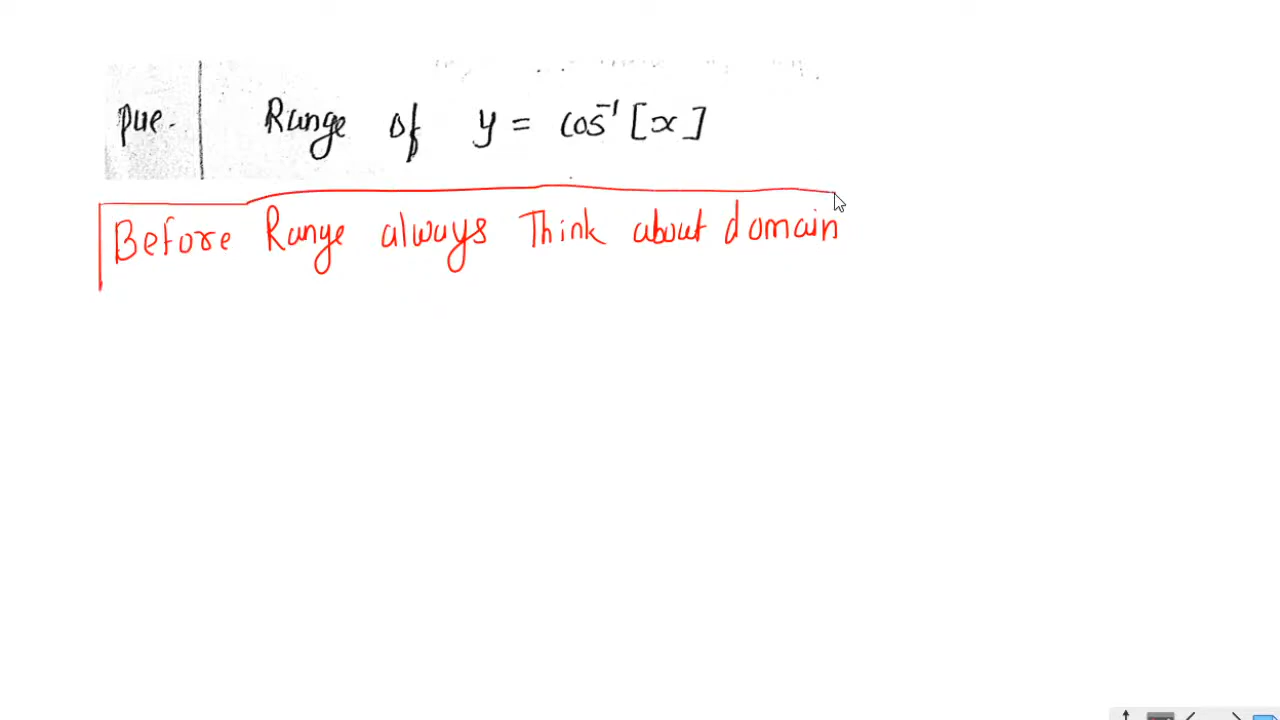 Que. Range of y = cos⁻¹ [x]
Before Range always Think about domain